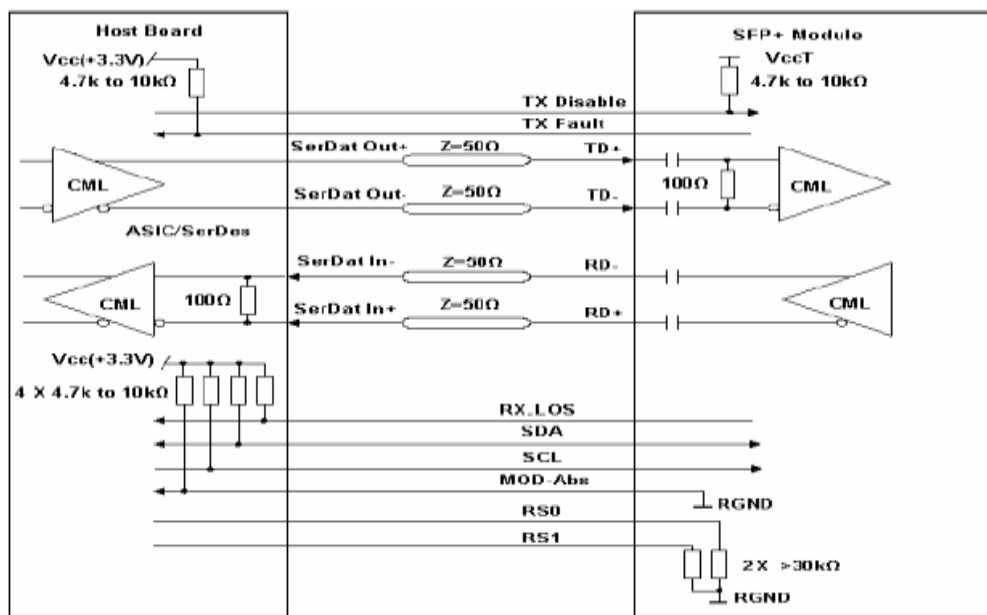 Host Board
SFP+ Module
Vcc(+3.3V)
4.7k to 10kΩ
VccT
4.7k to 10kΩ
TX Disable
TX Fault
SerDat Out+
Z=50Ω
TD+
CML
100Ω
CML
SerDat Out-
Z=50Ω
TD-
ASIC/SerDes
SerDat In-
Z=50Ω
RD-
CML
100Ω
CML
SerDat In+
Z=50Ω
RD+
Vcc(+3.3V)
4 X 4.7k to 10kΩ
RX.LOS
SDA
SCL
MOD-Abs
RGND
RS0
RS1
2 X >30kΩ
RGND